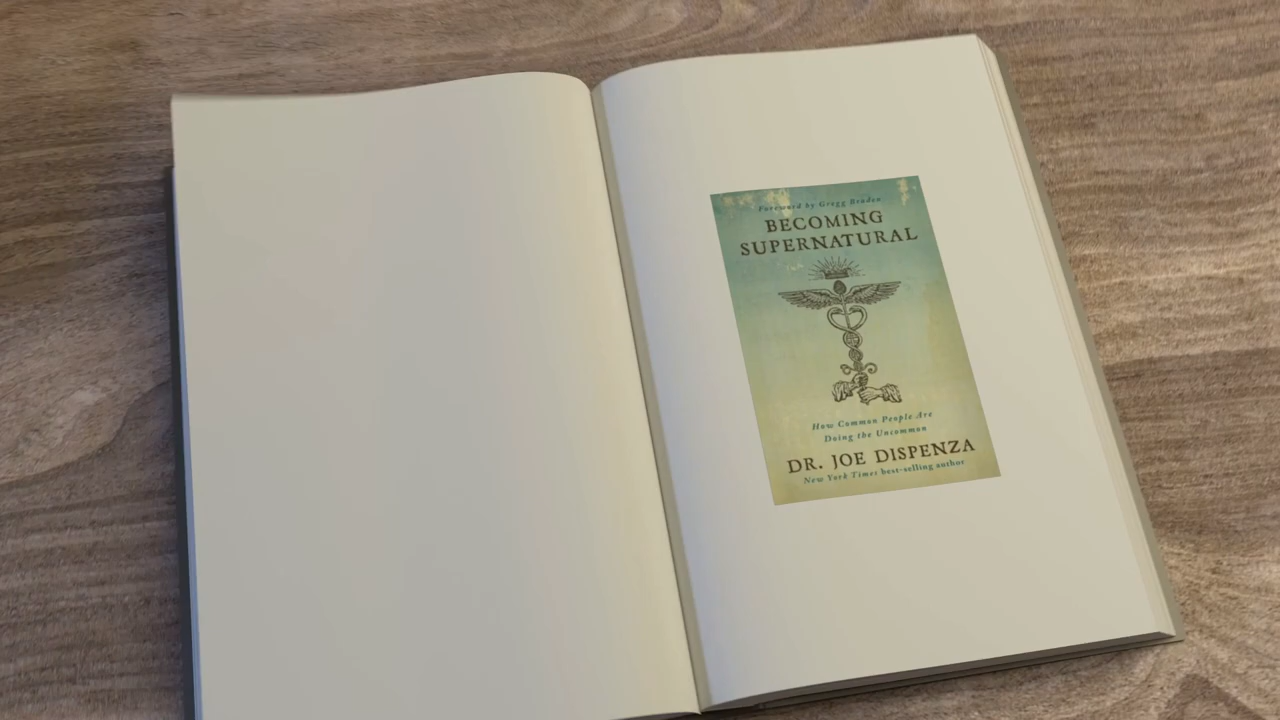 Foreword by Gregg Braden
BECOMING
SUPERNATURAL
How Common People Are
Doing the Uncommon
DR. JOE DISPENZA
New York Times best-selling author